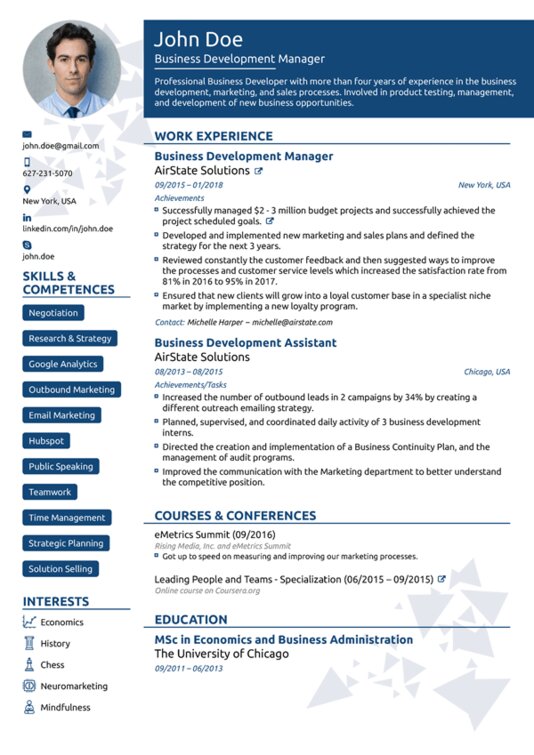 John Doe
Business Development Manager
Professional Business Developer with more than four years of experience in the business
development, marketing, and sales processes. Involved in product testing, management,
and development of new business opportunities.
john.doe@gmail.com
627-231-5070
New York, USA
linkedin.com/in/john.doe
john.doe
SKILLS &
COMPETENCES
Negotiation
Research & Strategy
Google Analytics
Outbound Marketing
Email Marketing
Hubspot
Public Speaking
Teamwork
Time Management
Strategic Planning
Solution Selling
INTERESTS
Economics
History
Chess
Neuromarketing
Mindfulness
WORK EXPERIENCE
Business Development Manager
AirState Solutions
09/2015 – 01/2018 New York, USA
Achievements
Successfully managed $2 - 3 million budget projects and successfully achieved the
project scheduled goals.
Developed and implemented new marketing and sales plans and defined the
strategy for the next 3 years.
Reviewed constantly the customer feedback and then suggested ways to improve
the processes and customer service levels which increased the satisfaction rate from
81% in 2016 to 95% in 2017.
Ensured that new clients will grow into a loyal customer base in a specialist niche
market by implementing a new loyalty program.
Contact: Michelle Harper – michelle@airstate.com
Business Development Assistant
AirState Solutions
08/2013 – 08/2015 Chicago, USA
Achievements/Tasks
Increased the number of outbound leads in 2 campaigns by 34% by creating a
different outreach emailing strategy.
Planned, supervised, and coordinated daily activity of 3 business development
interns.
Directed the creation and implementation of a Business Continuity Plan, and the
management of audit programs.
Improved the communication with the Marketing department to better understand
the competitive position.
COURSES & CONFERENCES
eMetrics Summit (09/2016)
Rising Media, Inc. and eMetrics Summit
Got up to speed on measuring and improving our marketing processes.
Leading People and Teams - Specialization (06/2015 – 09/2015)
Online course on Coursera.org
EDUCATION
MSc in Economics and Business Administration
The University of Chicago
09/2011 – 06/2013